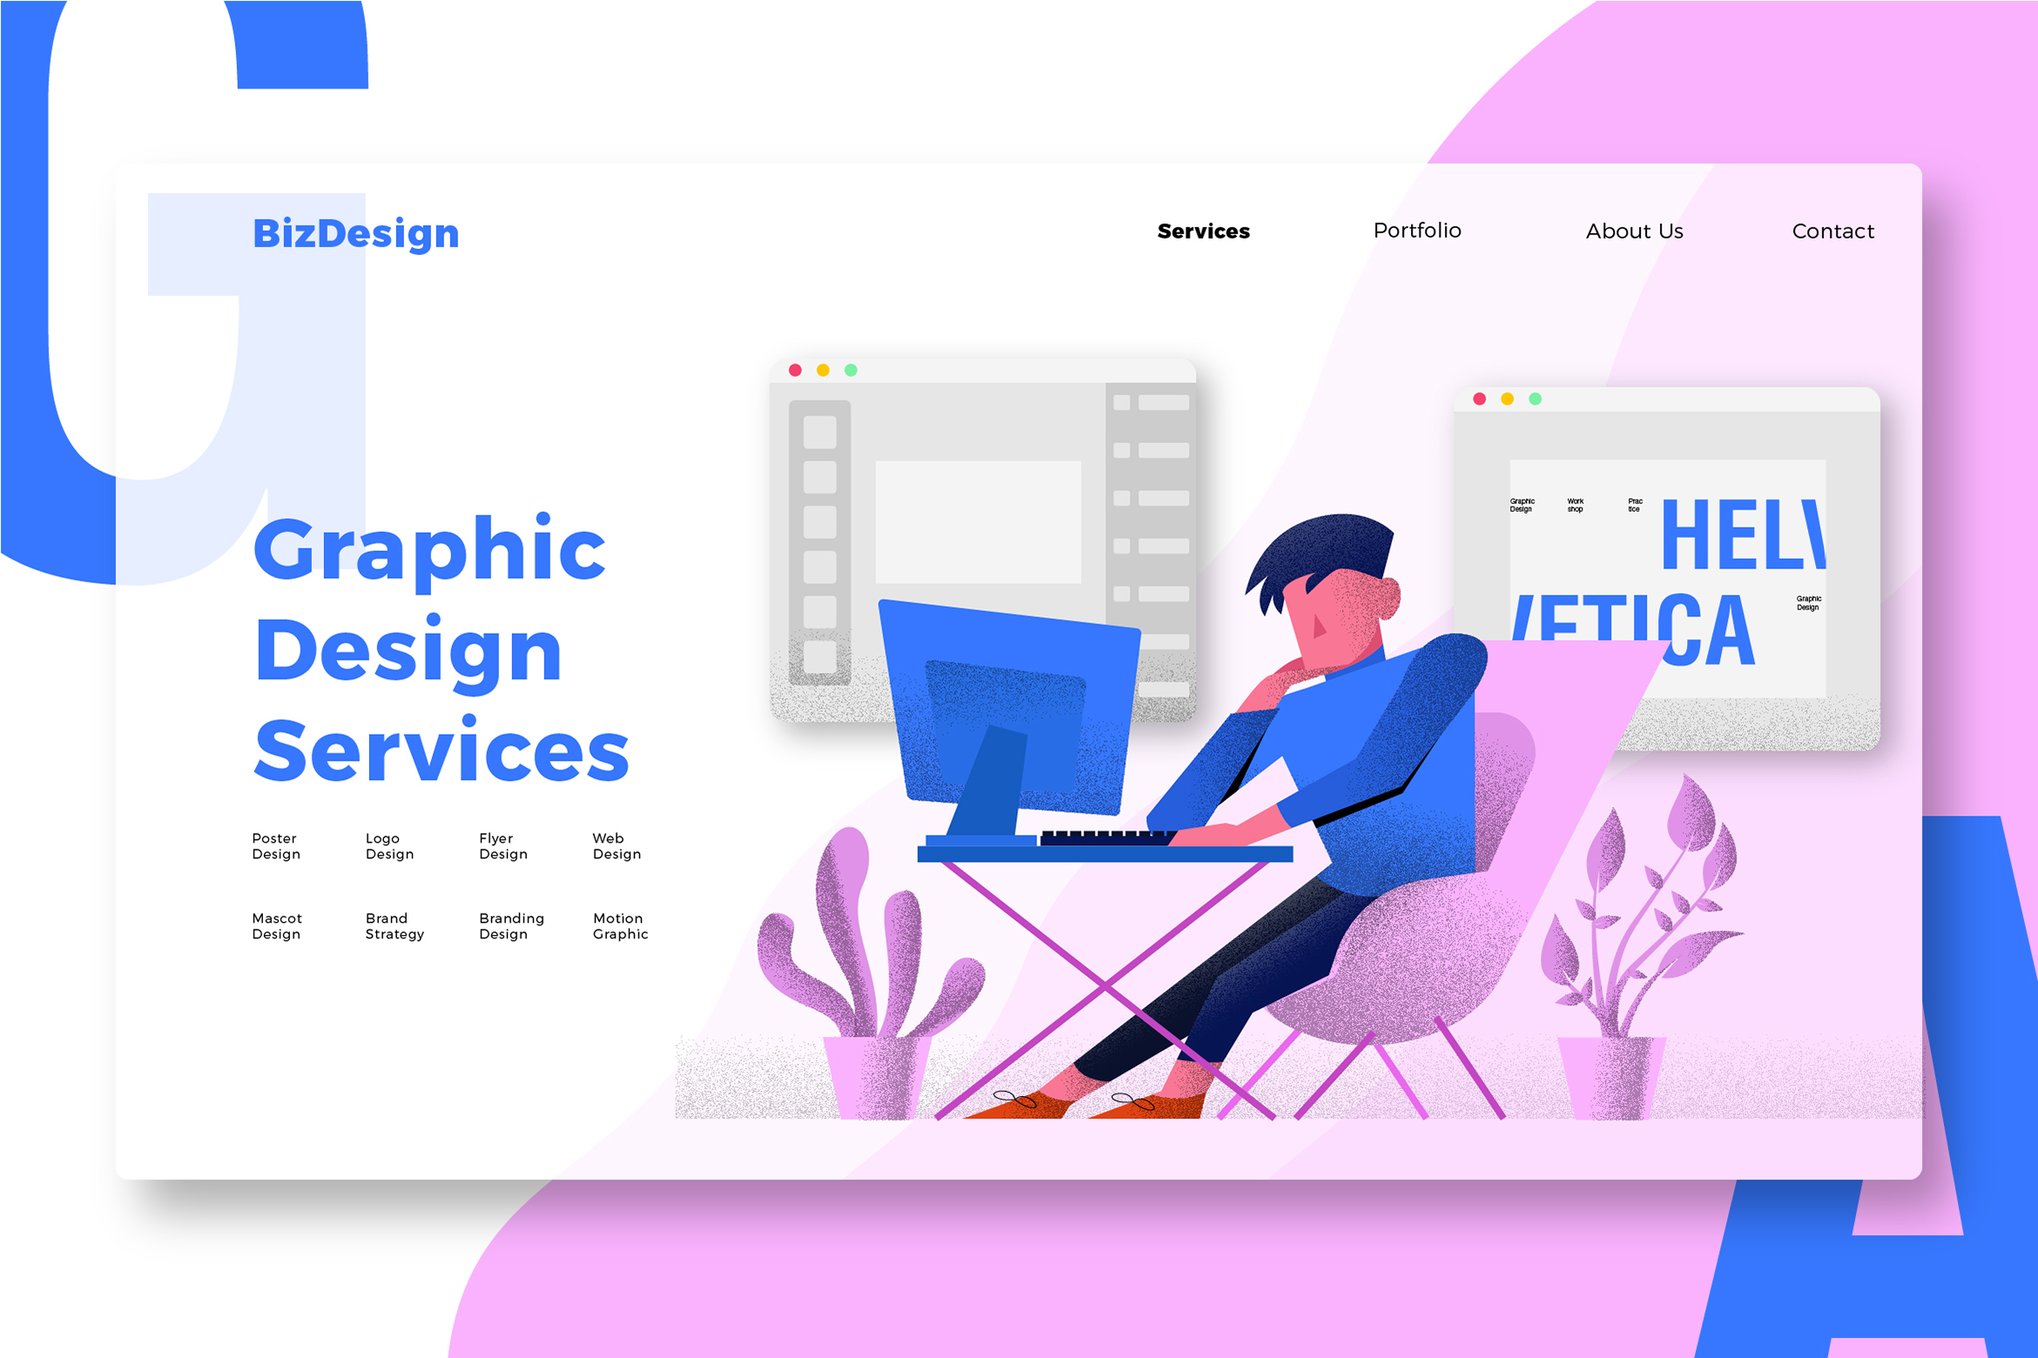 G
BizDesign
Services
Portfolio
About Us
Contact
Graphic
Design
Services
Poster
Design
Logo
Design
Flyer
Design
Web
Design
Mascot
Design
Brand
Strategy
Branding
Design
Motion
Graphic
Graphic
Design
Work
shop
Prac
tice
HELV
VETICA
Graphic
Design
A